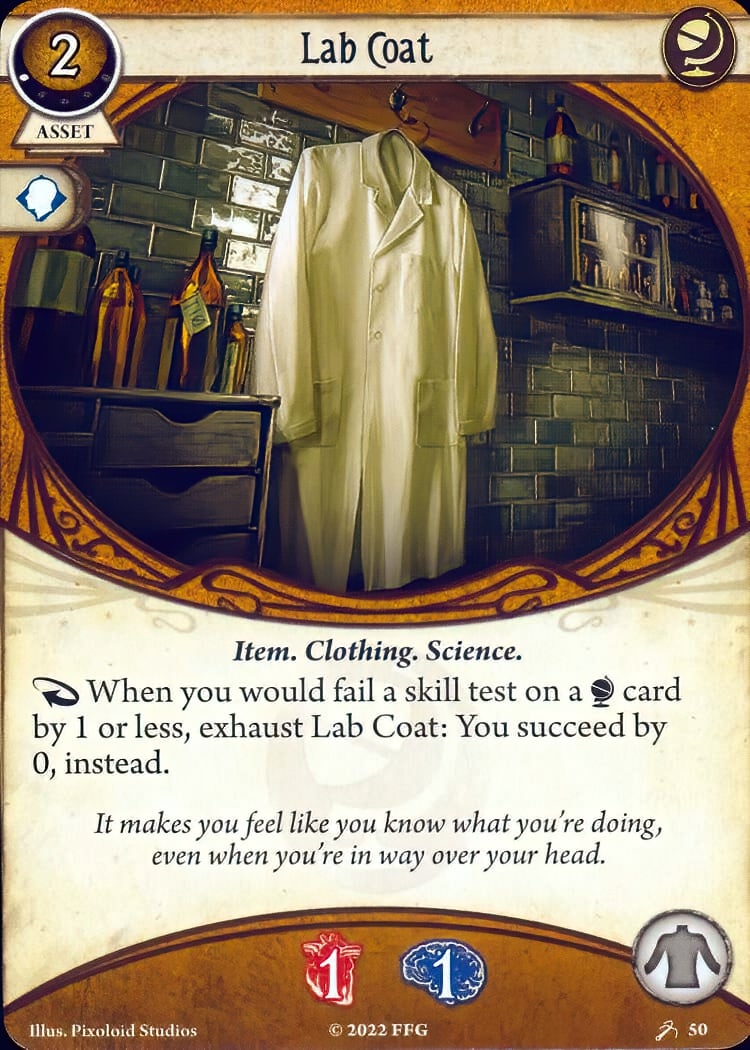 2
Lab Coat
ASSET
Item. Clothing. Science.
When you would fail a skill test on a card
by 1 or less, exhaust Lab Coat: You succeed by
0, instead.
It makes you feel like you know what you're doing,
even when you're in way over your head.
1 1
Illus. Pixoloid Studios © 2022 FFG 50